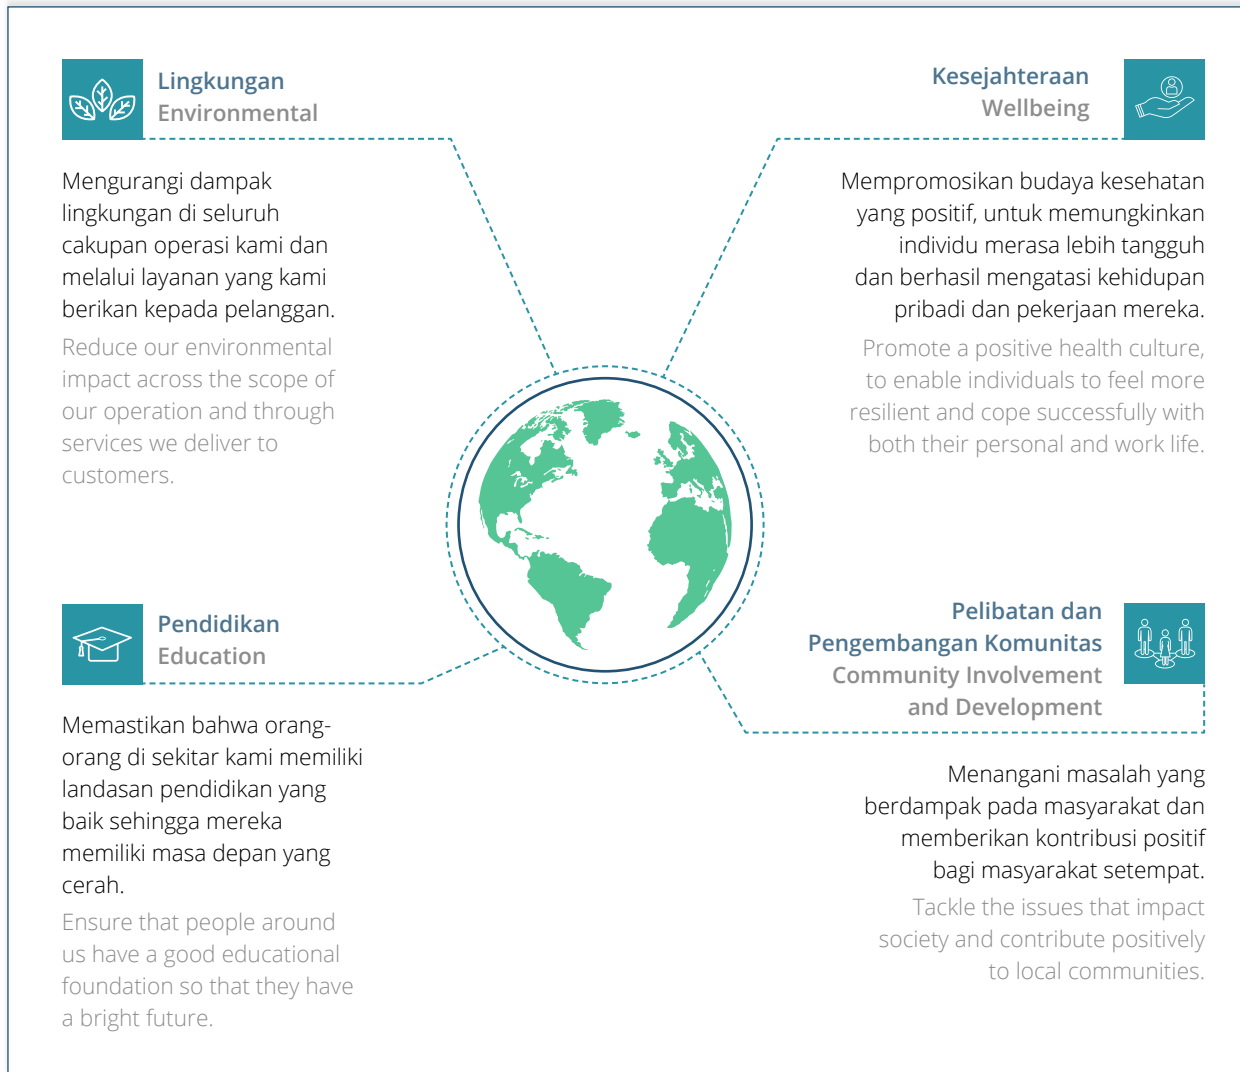 Lingkungan
Environmental
Mengurangi dampak
lingkungan di seluruh
cakupan operasi kami dan
melalui layanan yang kami
berikan kepada pelanggan.
Reduce our environmental
impact across the scope of
our operation and through
services we deliver to
customers.
Kesejahteraan
Wellbeing
Mempromosikan budaya kesehatan
yang positif, untuk memungkinkan
individu merasa lebih tangguh
dan berhasil mengatasi kehidupan
pribadi dan pekerjaan mereka.
Promote a positive health culture,
to enable individuals to feel more
resilient and cope successfully with
both their personal and work life.
Pendidikan
Education
Memastikan bahwa orang-
orang di sekitar kami memiliki
landasan pendidikan yang
baik sehingga mereka
memiliki masa depan yang
cerah.
Ensure that people around
us have a good educational
foundation so that they have
a bright future.
Pelibatan dan
Pengembangan Komunitas
Community Involvement
and Development
Menangani masalah yang
berdampak pada masyarakat dan
memberikan kontribusi positif
bagi masyarakat setempat.
Tackle the issues that impact
society and contribute positively
to local communities.